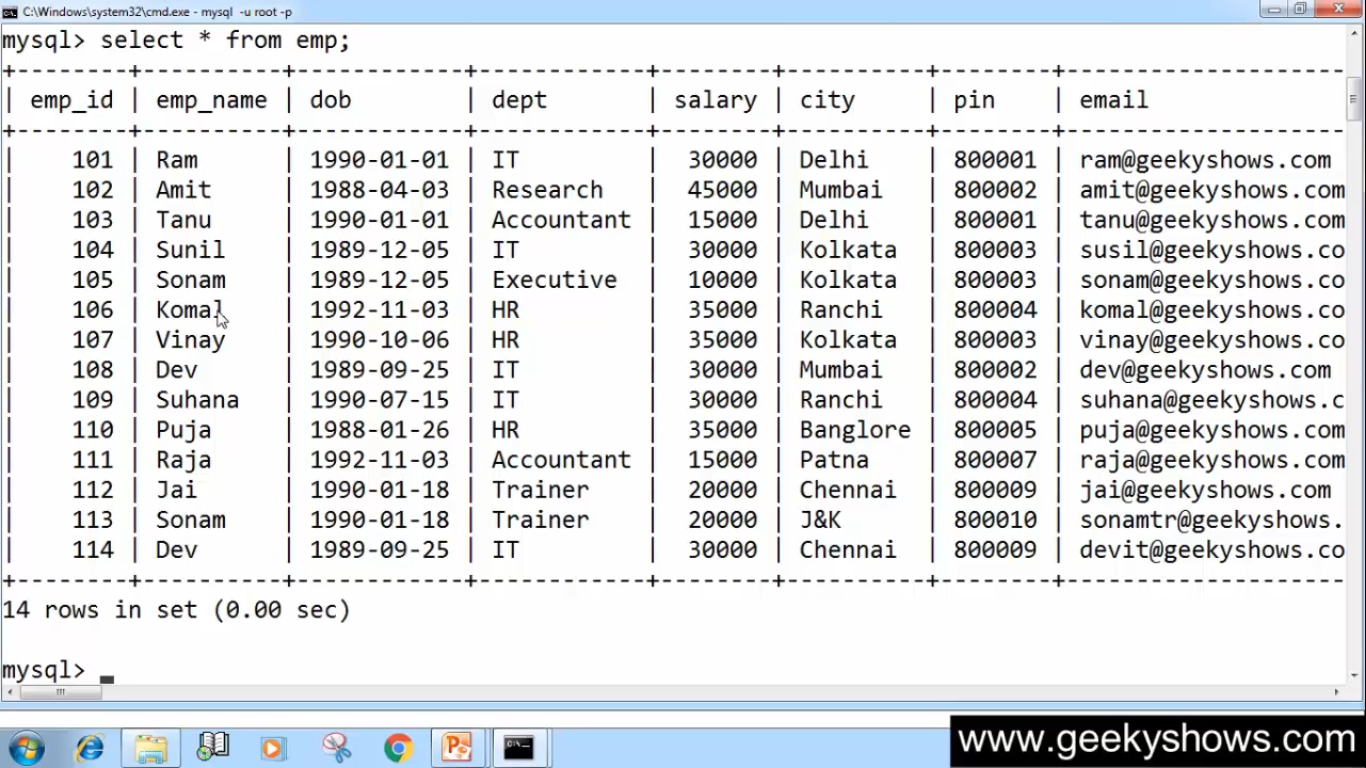 C:\Windows\system32\cmd.exe - mysql  -u root -p
mysql> select * from emp;
+--------+----------+------------+------------+--------+----------+--------+--------------------
| emp_id | emp_name | dob        | dept       | salary | city     | pin    | email
+--------+----------+------------+------------+--------+----------+--------+--------------------
|    101 | Ram      | 1990-01-01 | IT         |  30000 | Delhi    | 800001 | ram@geekyshows.com
|    102 | Amit     | 1988-04-03 | Research   |  45000 | Mumbai   | 800002 | amit@geekyshows.com
|    103 | Tanu     | 1990-01-01 | Accountant |  15000 | Delhi    | 800001 | tanu@geekyshows.com
|    104 | Sunil    | 1989-12-05 | IT         |  30000 | Kolkata  | 800003 | susil@geekyshows.co
|    105 | Sonam    | 1989-12-05 | Executive  |  10000 | Kolkata  | 800003 | sonam@geekyshows.co
|    106 | Komal    | 1992-11-03 | HR         |  35000 | Ranchi   | 800004 | komal@geekyshows.co
|    107 | Vinay    | 1990-10-06 | HR         |  35000 | Kolkata  | 800003 | vinay@geekyshows.co
|    108 | Dev      | 1989-09-25 | IT         |  30000 | Mumbai   | 800002 | dev@geekyshows.com
|    109 | Suhana   | 1990-07-15 | IT         |  30000 | Ranchi   | 800004 | suhana@geekyshows.c
|    110 | Puja     | 1988-01-26 | HR         |  35000 | Banglore | 800005 | puja@geekyshows.com
|    111 | Raja     | 1992-11-03 | Accountant |  15000 | Patna    | 800007 | raja@geekyshows.com
|    112 | Jai      | 1990-01-18 | Trainer    |  20000 | Chennai  | 800009 | jai@geekyshows.com
|    113 | Sonam    | 1990-01-18 | Trainer    |  20000 | J&K      | 800010 | sonamtr@geekyshows.
|    114 | Dev      | 1989-09-25 | IT         |  30000 | Chennai  | 800009 | devit@geekyshows.co
+--------+----------+------------+------------+--------+----------+--------+--------------------
14 rows in set (0.00 sec)
mysql> _
www.geekyshows.com